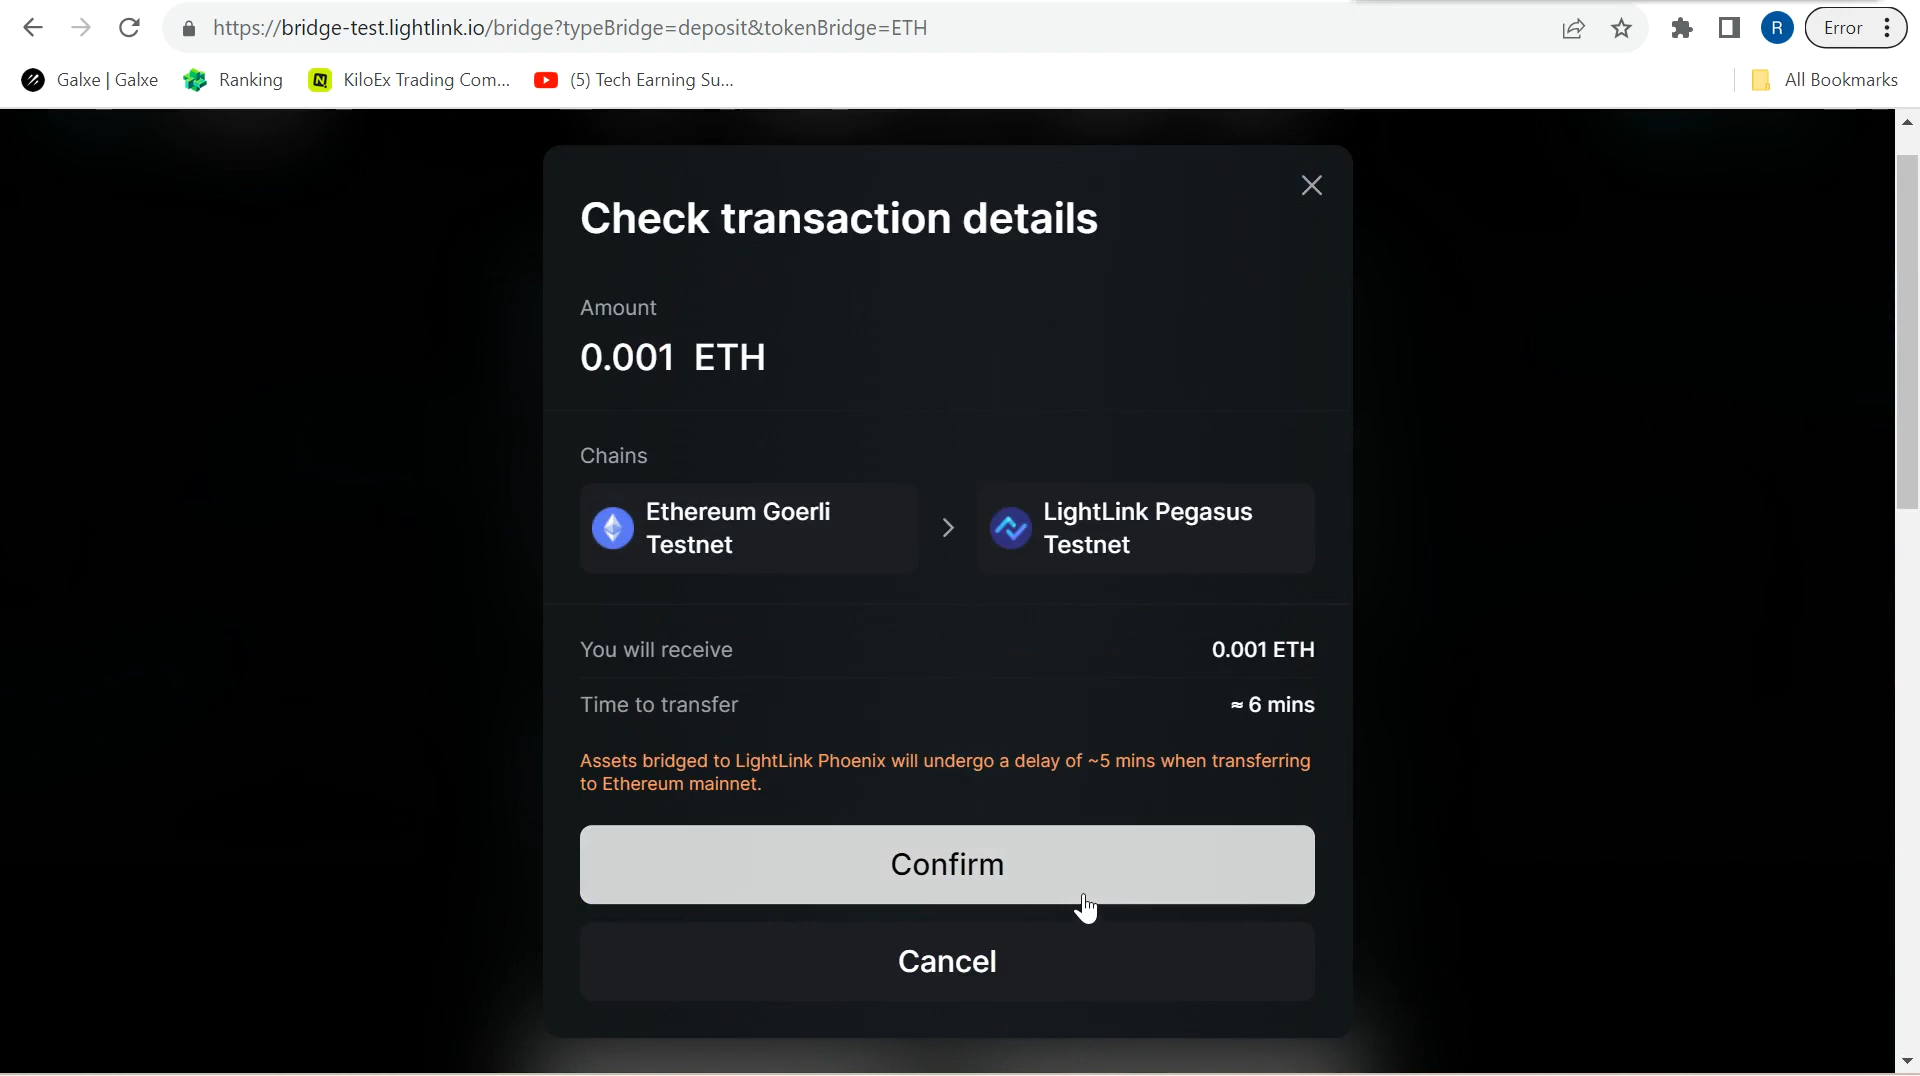 https://bridge-test.lightlink.io/bridge?typeBridge=deposit&tokenBridge=ETH
R
Error
Galxe | Galxe
Ranking
KiloEx Trading Com...
(5) Tech Earning Su...
All Bookmarks
Check transaction details
Amount
0.001 ETH
Chains
Ethereum Goerli
Testnet
LightLink Pegasus
Testnet
You will receive 0.001 ETH
Time to transfer ≈ 6 mins
Assets bridged to LightLink Phoenix will undergo a delay of ~5 mins when transferring
to Ethereum mainnet.
Confirm
Cancel